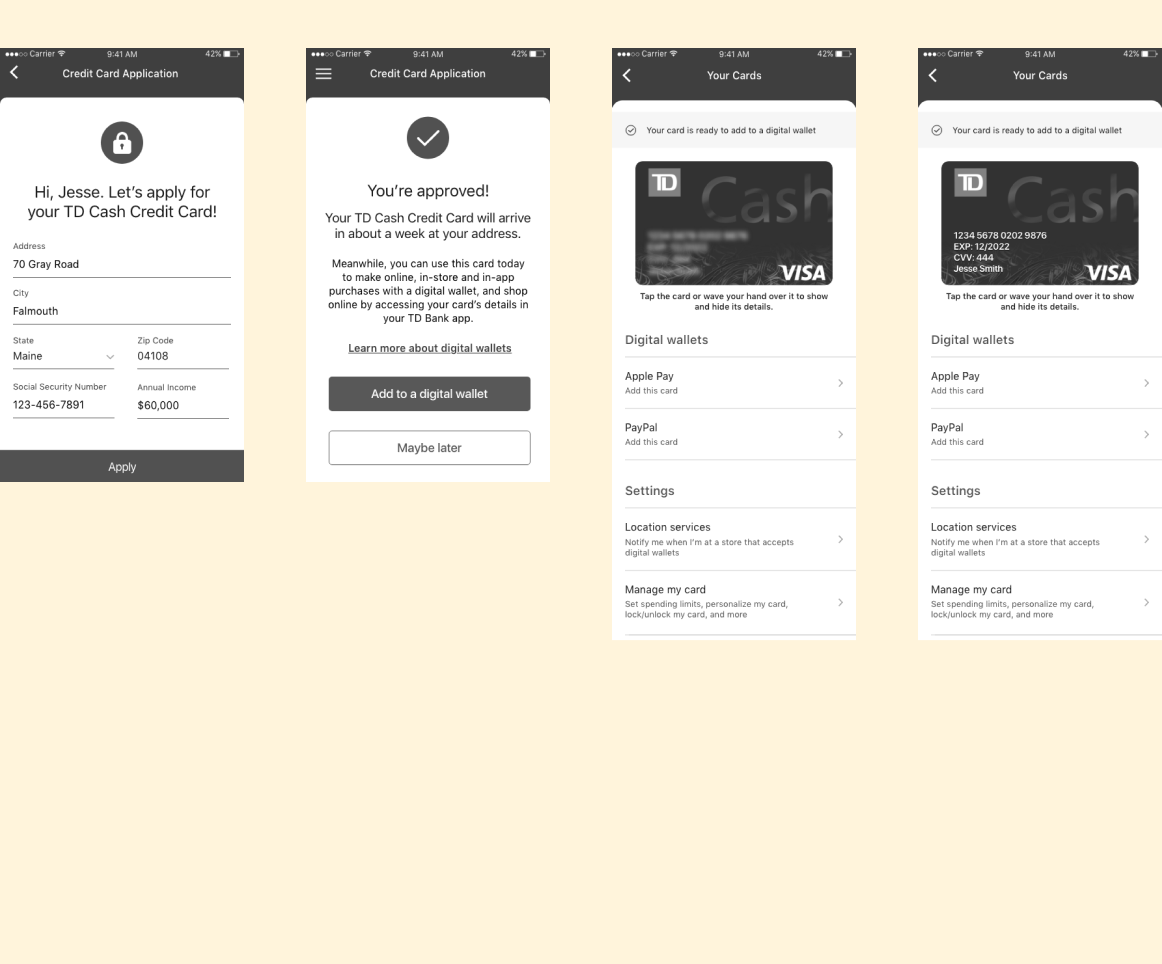 ●●●○○ Carrier 9:41 AM 42%
Credit Card Application
Hi, Jesse. Let's apply for
your TD Cash Credit Card!
Address
70 Gray Road
City
Falmouth
State Zip Code
Maine 04108
Social Security Number Annual Income
123-456-7891 $60,000
Apply
●●●○○ Carrier 9:41 AM 42%
Credit Card Application
You're approved!
Your TD Cash Credit Card will arrive
in about a week at your address.
Meanwhile, you can use this card today
to make online, in-store and in-app
purchases with a digital wallet, and shop
online by accessing your card's details in
your TD Bank app.
Learn more about digital wallets
Add to a digital wallet
Maybe later
●●●○○ Carrier 9:41 AM 42%
Your Cards
Your card is ready to add to a digital wallet
TD
Cash
VISA
Tap the card or wave your hand over it to show
and hide its details.
Digital wallets
Apple Pay
Add this card
PayPal
Add this card
Settings
Location services
Notify me when I'm at a store that accepts
digital wallets
Manage my card
Set spending limits, personalize my card,
lock/unlock my card, and more
●●●○○ Carrier 9:41 AM 42%
Your Cards
Your card is ready to add to a digital wallet
TD
Cash
1234 5678 0202 9876
EXP: 12/2022
CVV: 444
Jesse Smith
VISA
Tap the card or wave your hand over it to show
and hide its details.
Digital wallets
Apple Pay
Add this card
PayPal
Add this card
Settings
Location services
Notify me when I'm at a store that accepts
digital wallets
Manage my card
Set spending limits, personalize my card,
lock/unlock my card, and more